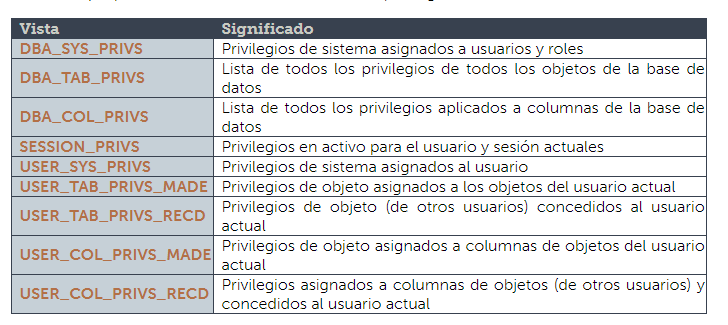 Vista Significado
DBA_SYS_PRIVS Privilegios de sistema asignados a usuarios y roles
DBA_TAB_PRIVS Lista de todos los privilegios de todos los objetos de la base de
datos
DBA_COL_PRIVS Lista de todos los privilegios aplicados a columnas de la base de
datos
SESSION_PRIVS Privilegios en activo para el usuario y sesión actuales
USER_SYS_PRIVS Privilegios de sistema asignados al usuario
USER_TAB_PRIVS_MADE Privilegios de objeto asignados a los objetos del usuario actual
USER_TAB_PRIVS_RECD Privilegios de objeto (de otros usuarios) concedidos al usuario
actual
USER_COL_PRIVS_MADE Privilegios de objeto asignados a columnas de objetos del usuario
actual
USER_COL_PRIVS_RECD Privilegios asignados a columnas de objetos (de otros usuarios) y
concedidos al usuario actual